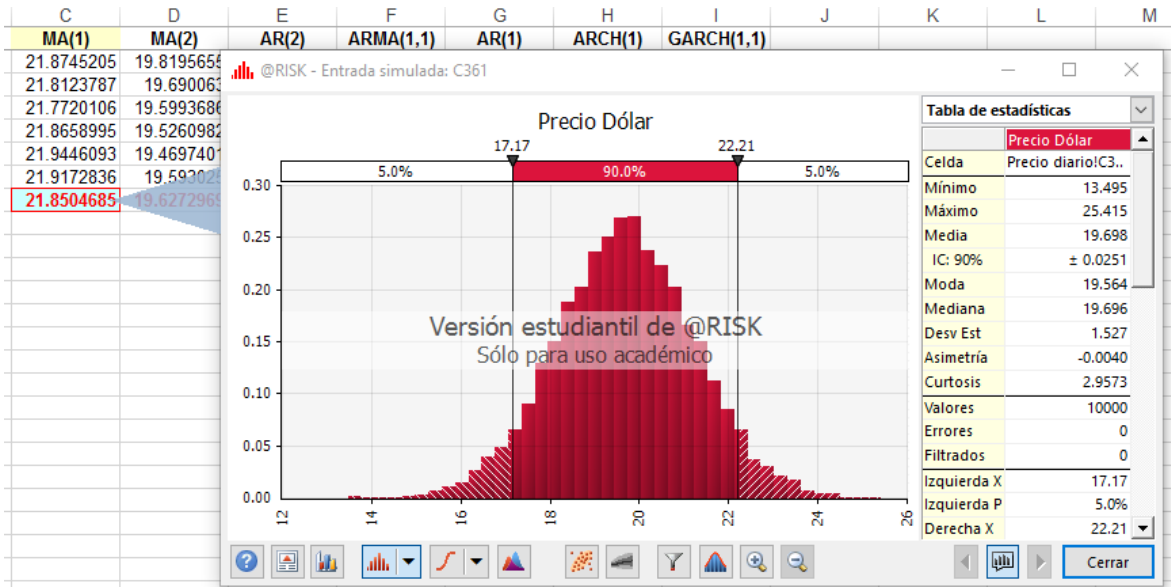 C D E F G H I J K L M
MA(1) MA(2) AR(2) ARMA(1,1) AR(1) ARCH(1) GARCH(1,1)
21.8745205 19.8195655
21.8123787 19.690063
21.7720106 19.5993686
21.8658995 19.5260982
21.9446093 19.4697401
21.9172836 19.593025
21.8504685 19.6272969
@RISK - Entrada simulada: C361
Precio Dólar
17.17 22.21
5.0% 90.0% 5.0%
0.30
0.25
0.20
0.15
0.10
0.05
0.00
12 14 16 18 20 22 24 26
Versión estudiantil de @RISK
Sólo para uso académico
Tabla de estadísticas
Precio Dólar
Celda Precio diario!C3..
Mínimo 13.495
Máximo 25.415
Media 19.698
IC: 90% ± 0.0251
Moda 19.564
Mediana 19.696
Desv Est 1.527
Asimetría -0.0040
Curtosis 2.9573
Valores 10000
Errores 0
Filtrados 0
Izquierda X 17.17
Izquierda P 5.0%
Derecha X 22.21
Cerrar